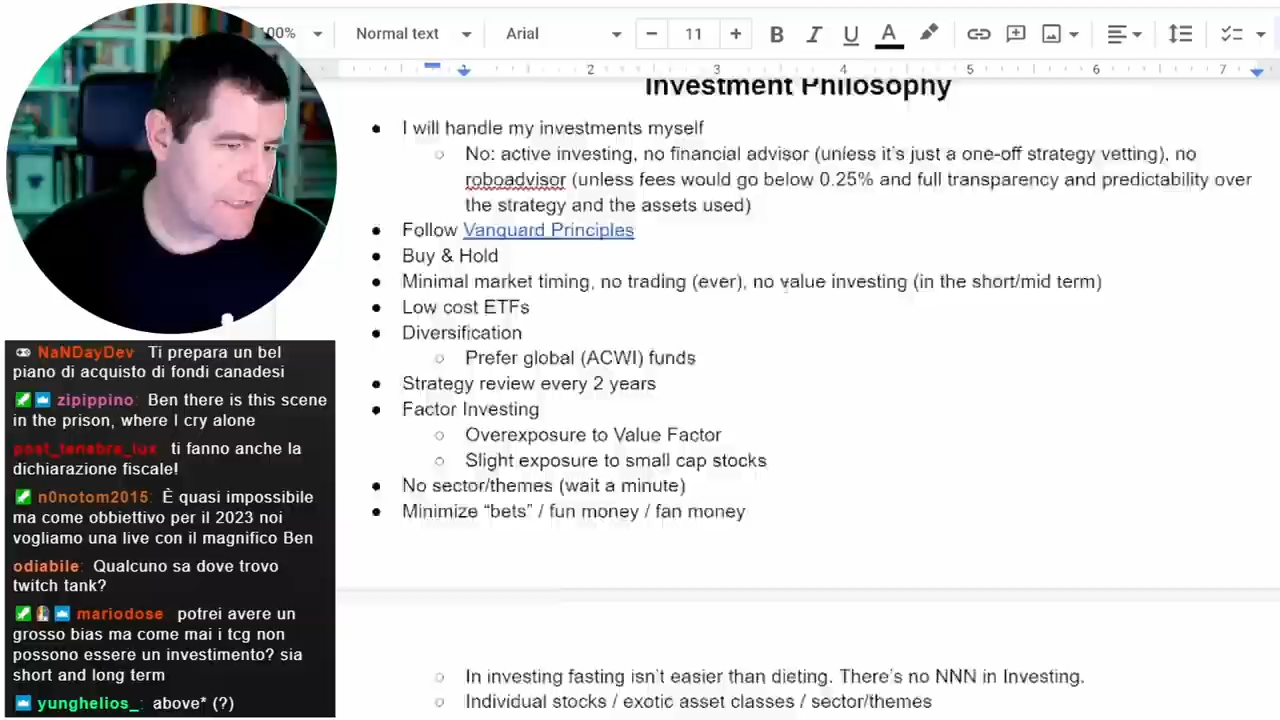 100%
Normal text
Arial
11
B I U A
2 3 4 5 6 7
Investment Philosophy
I will handle my investments myself
No: active investing, no financial advisor (unless it's just a one-off strategy vetting), no
roboadvisor (unless fees would go below 0.25% and full transparency and predictability over
the strategy and the assets used)
Follow Vanguard Principles
Buy & Hold
Minimal market timing, no trading (ever), no value investing (in the short/mid term)
Low cost ETFs
Diversification
Prefer global (ACWI) funds
Strategy review every 2 years
Factor Investing
Overexposure to Value Factor
Slight exposure to small cap stocks
No sector/themes (wait a minute)
Minimize “bets” / fun money / fan money
In investing fasting isn't easier than dieting. There's no NNN in Investing.
Individual stocks / exotic asset classes / sector/themes
NaNDayDev Ti prepara un bel
piano di acquisto di fondi canadesi
zipippino: Ben there is this scene
in the prison, where I cry alone
post_tenebra_lux ti fanno anche la
dichiarazione fiscale!
n0notom2015: È quasi impossibile
ma come obbiettivo per il 2023 noi
vogliamo una live con il magnifico Ben
odiabile: Qualcuno sa dove trovo
twitch tank?
mariodose potrei avere un
grosso bias ma come mai i tcg non
possono essere un investimento? sia
short and long term
yunghelios_: above* (?)